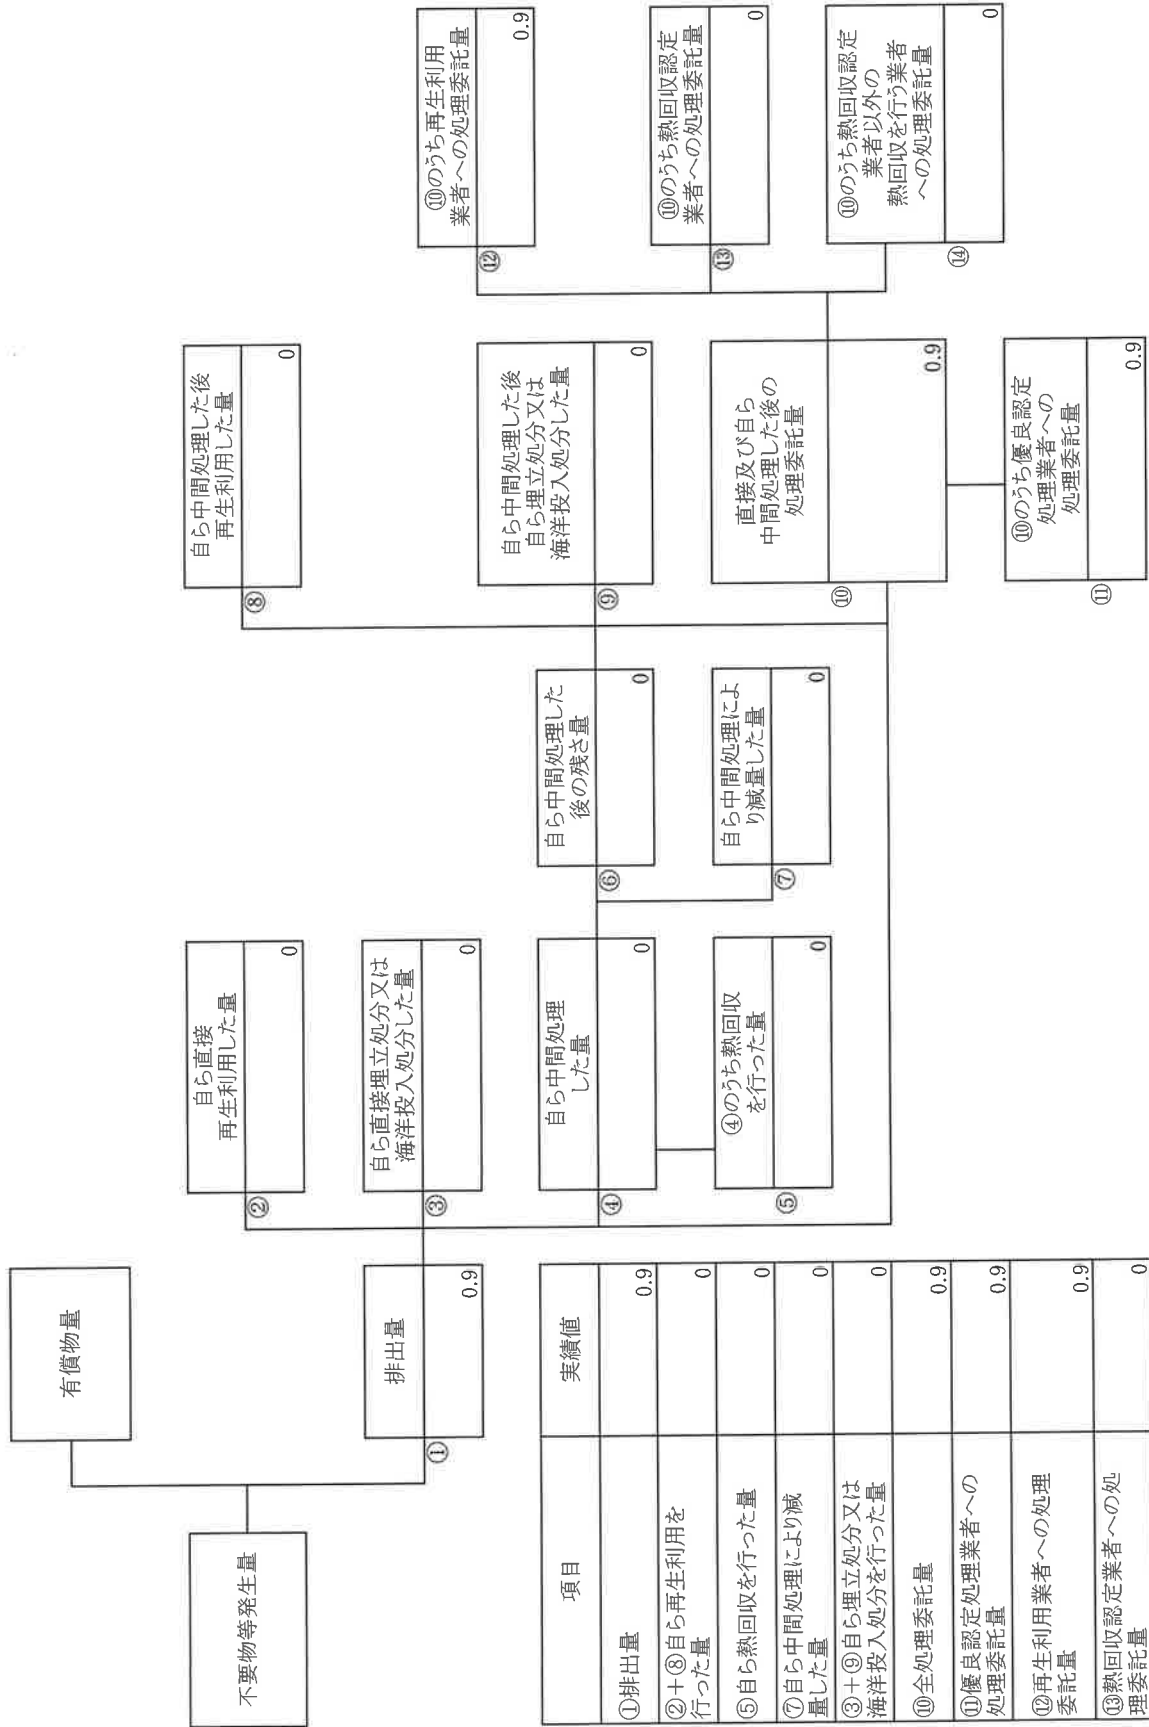 不要物等発生量
有償物量
①
排出量
0.9
②
自ら直接
再生利用した量
0
③
自ら直接埋立処分又は
海洋投入処分した量
0
④
自ら中間処理
した量
0
⑤
④のうち熱回収
を行った量
0
⑥
自ら中間処理した
後の残さ量
0
⑦
自ら中間処理によ
り減量した量
0
⑧
自ら中間処理した後
再生利用した量
0
⑨
自ら中間処理した後
自ら埋立処分又は
海洋投入処分した量
0
⑩
直接及び自ら
中間処理した後の
処理委託量
0.9
⑪
⑩のうち優良認定
処理業者への
処理委託量
0.9
⑫
⑩のうち再生利用
業者への処理委託量
0.9
⑬
⑩のうち熱回収認定
業者への処理委託量
0
⑭
⑩のうち熱回収認定
業者以外の
熱回収を行う業者
への処理委託量
0
項目 実績値
①排出量 0.9
②+⑧自ら再生利用を
行った量 0
⑤自ら熱回収を行った量 0
⑦自ら中間処理により減
量した量 0
③+⑨自ら埋立処分又は
海洋投入処分を行った量 0
⑩全処理委託量 0.9
⑪優良認定処理業者への
処理委託量 0.9
⑫再生利用業者への処理
委託量 0.9
⑬熱回収認定業者への処
理委託量 0